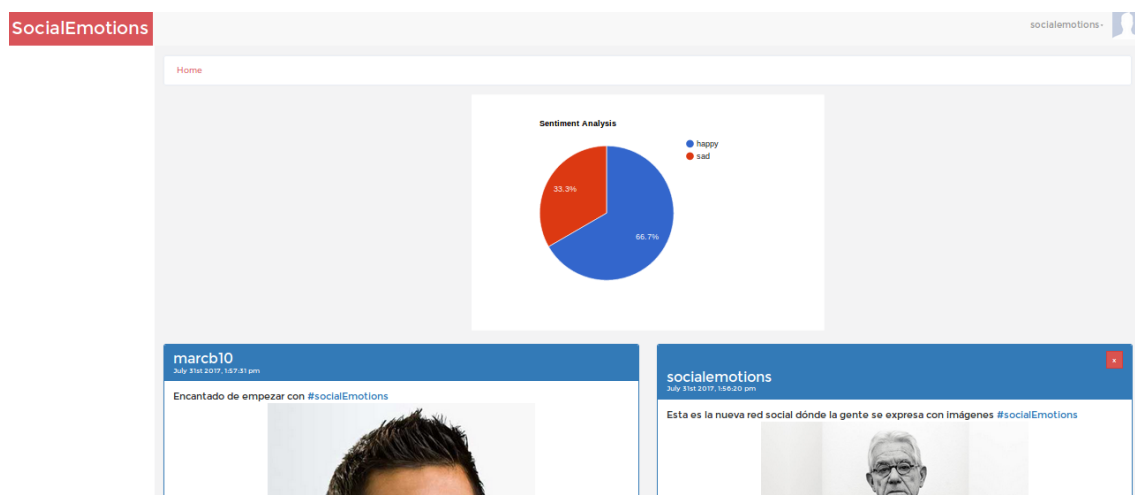 SocialEmotions
socialemotions
Home
Sentiment Analysis
happy
sad
33.3%
66.7%
marcb10
July 31st 2017, 1:57:31 pm
Encantado de empezar con #socialEmotions
x
socialemotions
July 31st 2017, 1:56:20 pm
Esta es la nueva red social dónde la gente se expresa con imágenes #socialEmotions